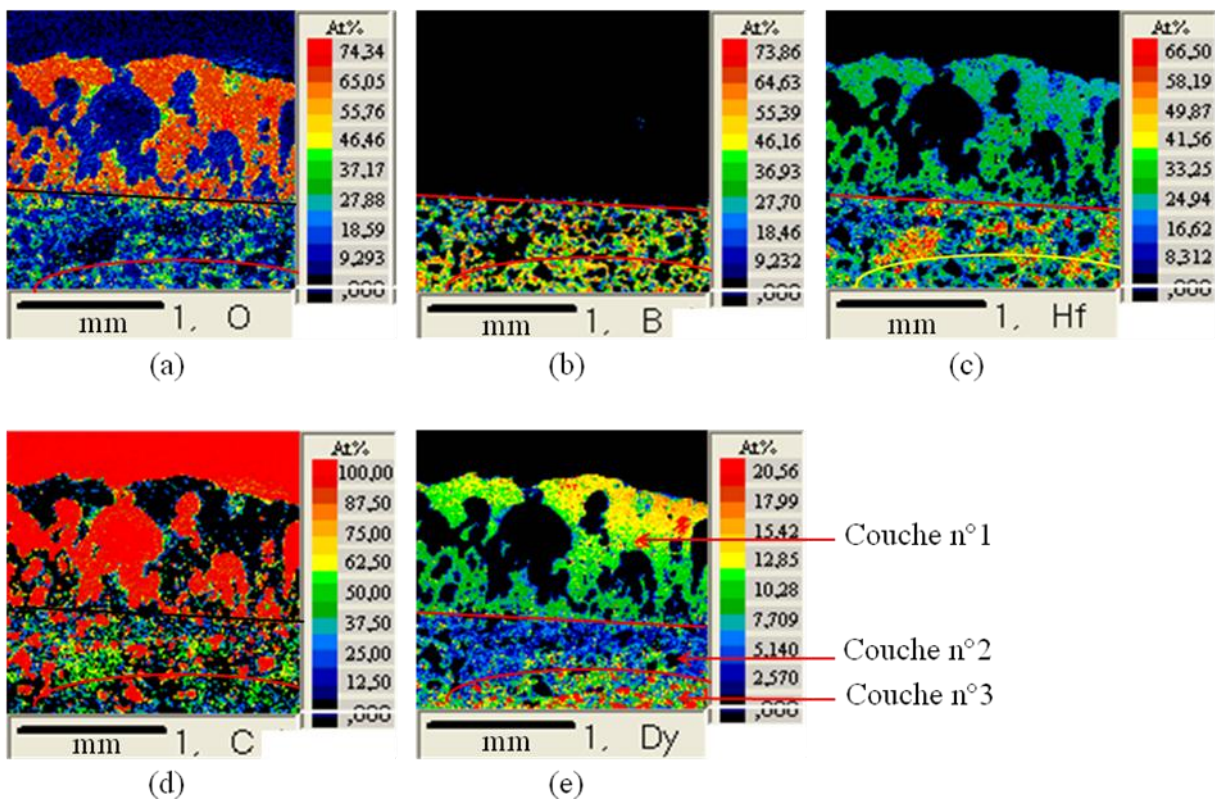 At%
74,34
65,05
55,76
46,46
37,17
27,88
18,59
9,293
,000
mm 1, O
(a)
At%
73,86
64,63
55,39
46,16
36,93
27,70
18,46
9,232
,000
mm 1, B
(b)
At%
66,50
58,19
49,87
41,56
33,25
24,94
16,62
8,312
,000
mm 1, Hf
(c)
At%
100,00
87,50
75,00
62,50
50,00
37,50
25,00
12,50
,000
mm 1, C
(d)
At%
20,56
17,99
15,42
12,85
10,28
7,709
5,140
2,570
,000
mm 1, Dy
(e)
Couche n°1
Couche n°2
Couche n°3